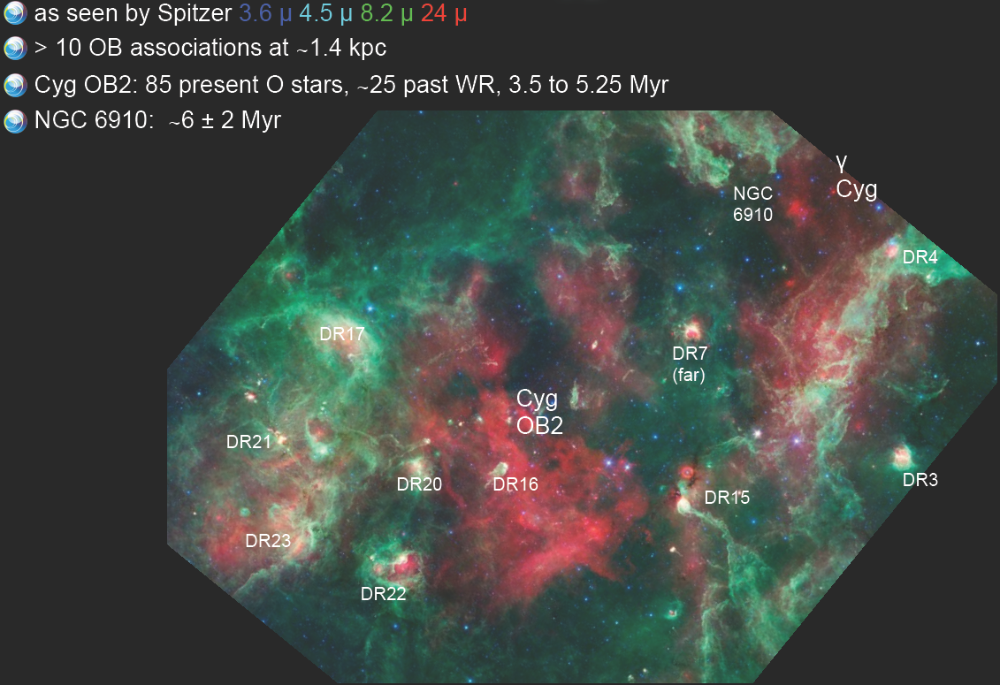 as seen by Spitzer 3.6 μ 4.5 μ 8.2 μ 24 μ
> 10 OB associations at ~1.4 kpc
Cyg OB2: 85 present O stars, ~25 past WR, 3.5 to 5.25 Myr
NGC 6910: ~6 ± 2 Myr
γ
Cyg
NGC
6910
DR4
DR17
DR7
(far)
Cyg
OB2
DR21
DR20
DR16
DR3
DR15
DR23
DR22